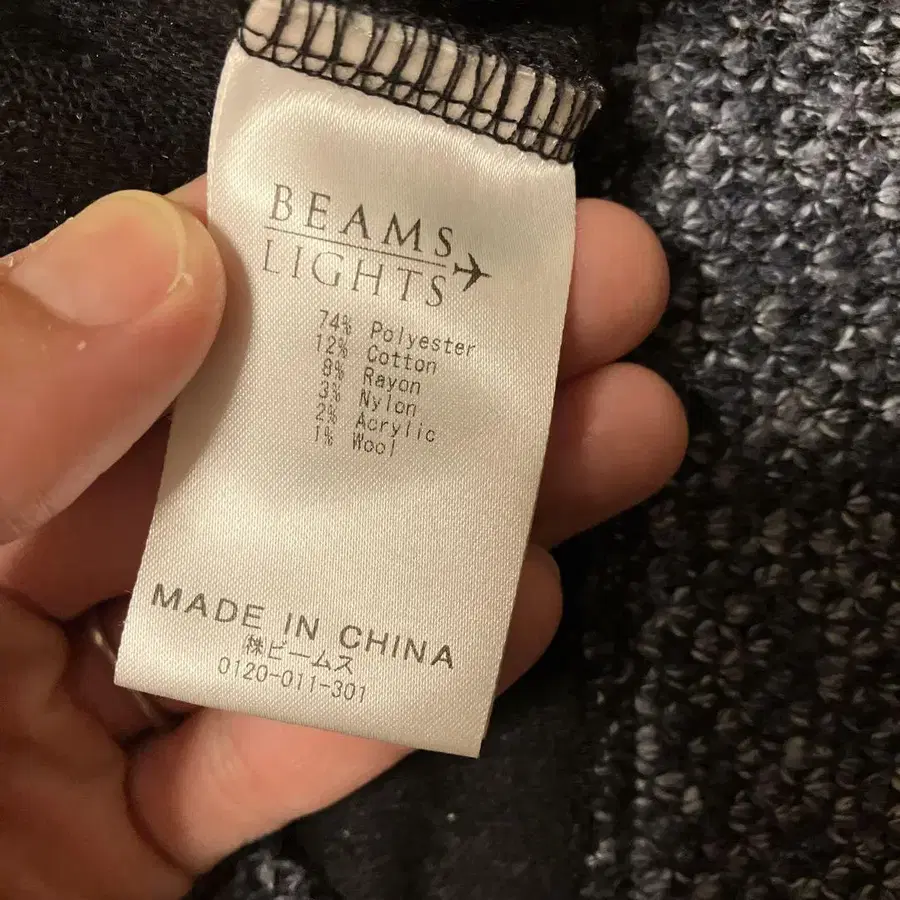 BEAMS
LIGHTS
74% Polyester
12% Cotton
8% Rayon
3% Nylon
2% Acrylic
1% Wool
MADE IN CHINA
㈱ビームス
0120-011-301